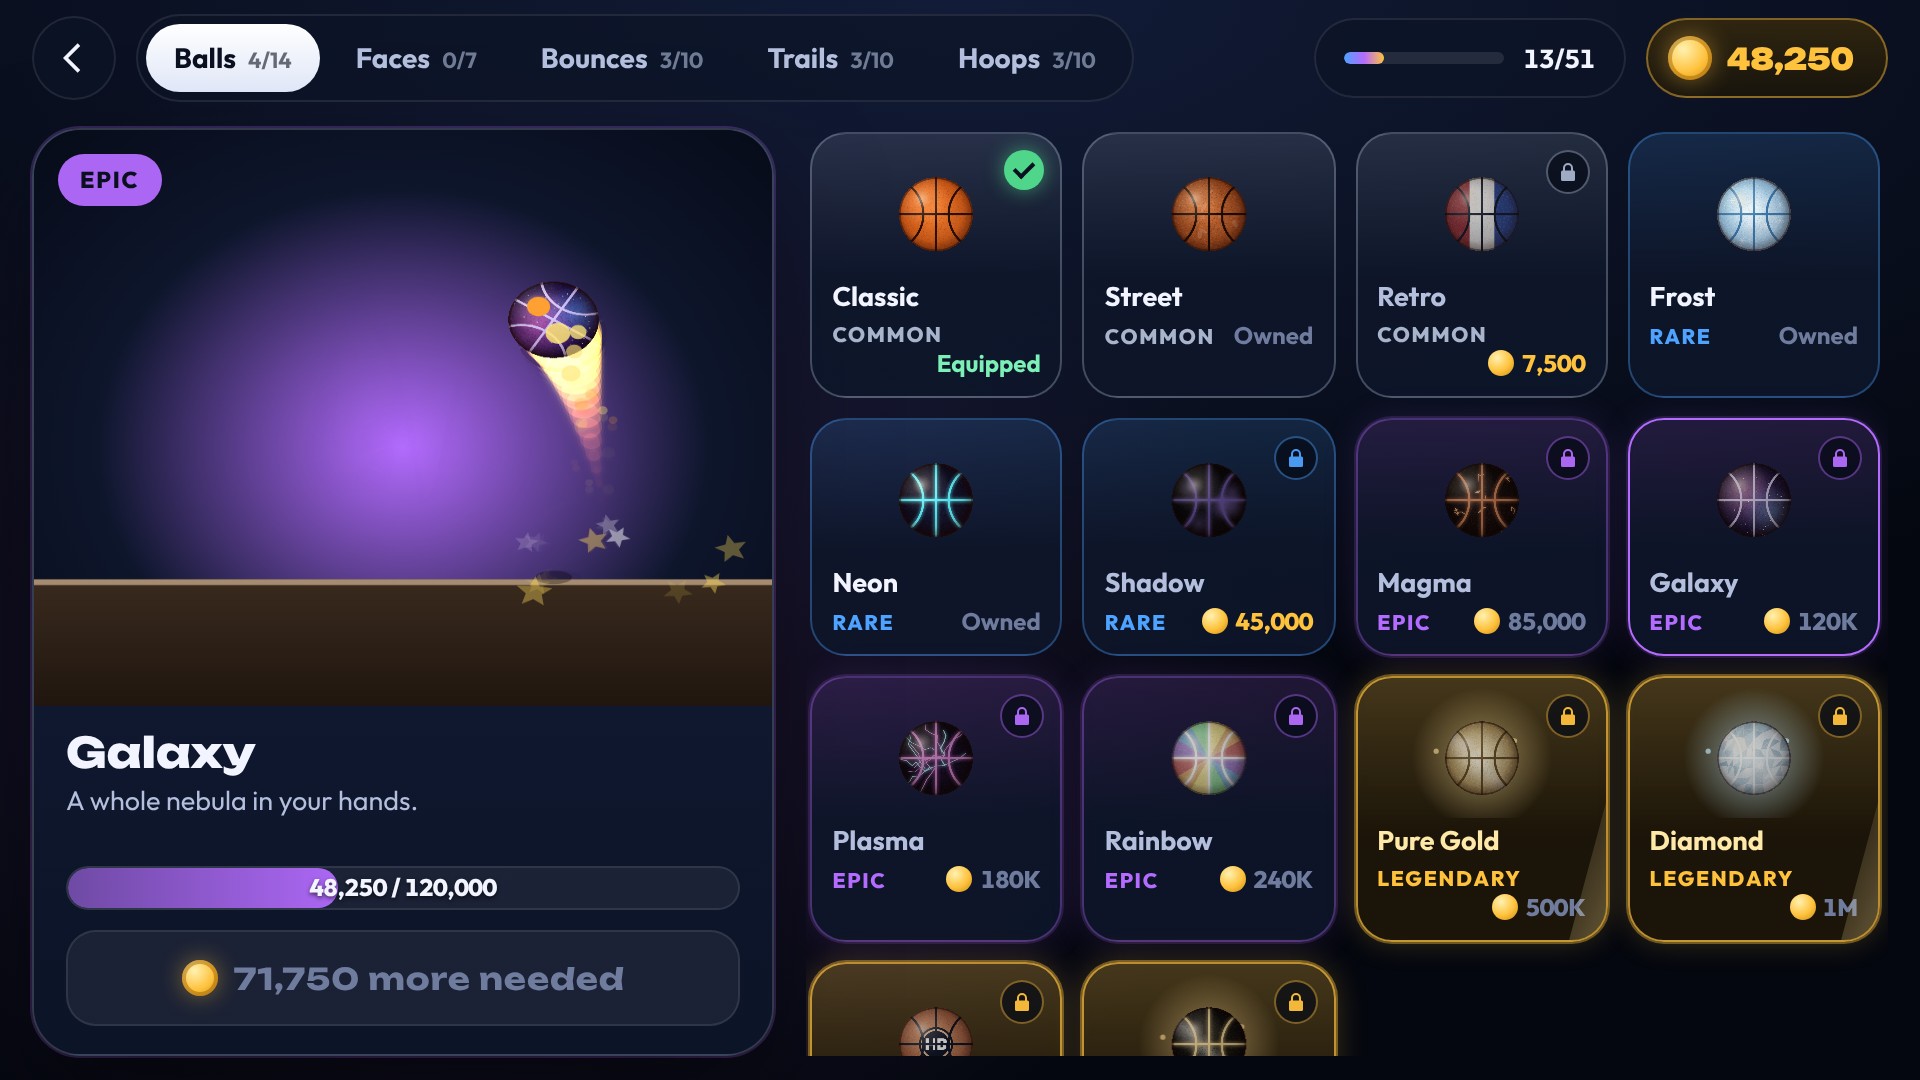 Balls 4/14
Faces 0/7
Bounces 3/10
Trails 3/10
Hoops 3/10
13/51
48,250
EPIC
Galaxy
A whole nebula in your hands.
48,250 / 120,000
71,750 more needed
Classic
COMMON
Equipped
Street
COMMON Owned
Retro
COMMON
7,500
Frost
RARE Owned
Neon
RARE Owned
Shadow
RARE 45,000
Magma
EPIC 85,000
Galaxy
EPIC 120K
Plasma
EPIC 180K
Rainbow
EPIC 240K
Pure Gold
LEGENDARY
500K
Diamond
LEGENDARY
1M